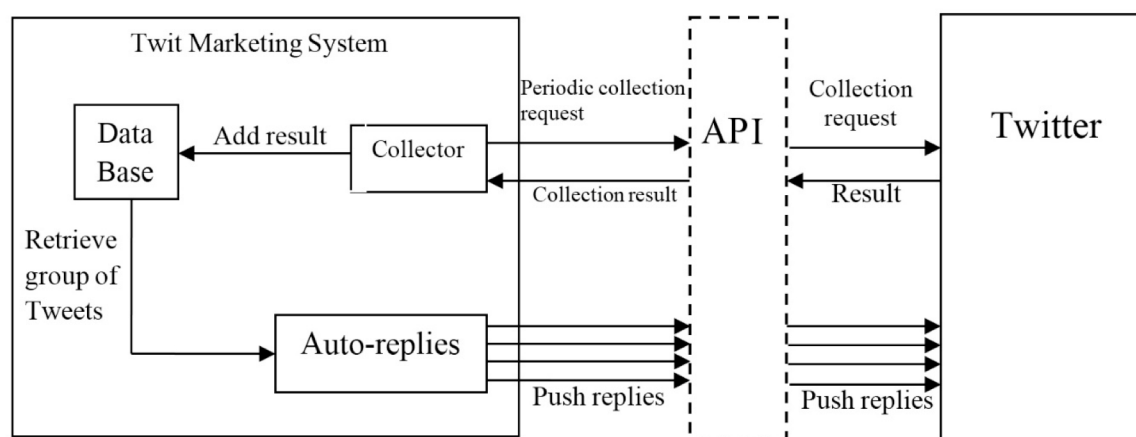 Twit Marketing System
Periodic collection
request
Collection
request
API
Twitter
Data
Base
Add result
Collector
Collection result
Result
Retrieve
group of
Tweets
Auto-replies
Push replies
Push replies